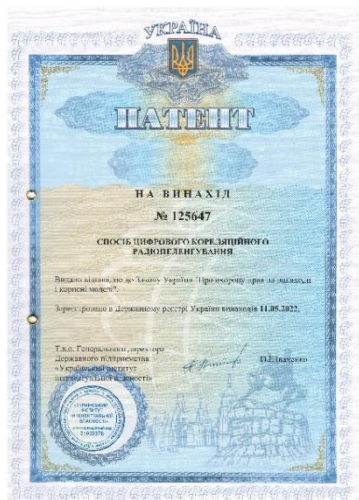 УКРАЇНА
ПАТЕНТ
НА ВИНАХІД
№ 125647
СПОСІБ ЦИФРОВОГО КОРЕЛЯЦІЙНОГО
РАДІОПЕЛЕНГУВАННЯ
Видано відповідно до Закону України "Про охорону прав на винаходи
і корисні моделі".
Зареєстровано в Державному реєстрі України винаходів 11.05.2022.
Т.в.о. Генерального директора
Державного підприємства
«Український інститут
інтелектуальної власності»